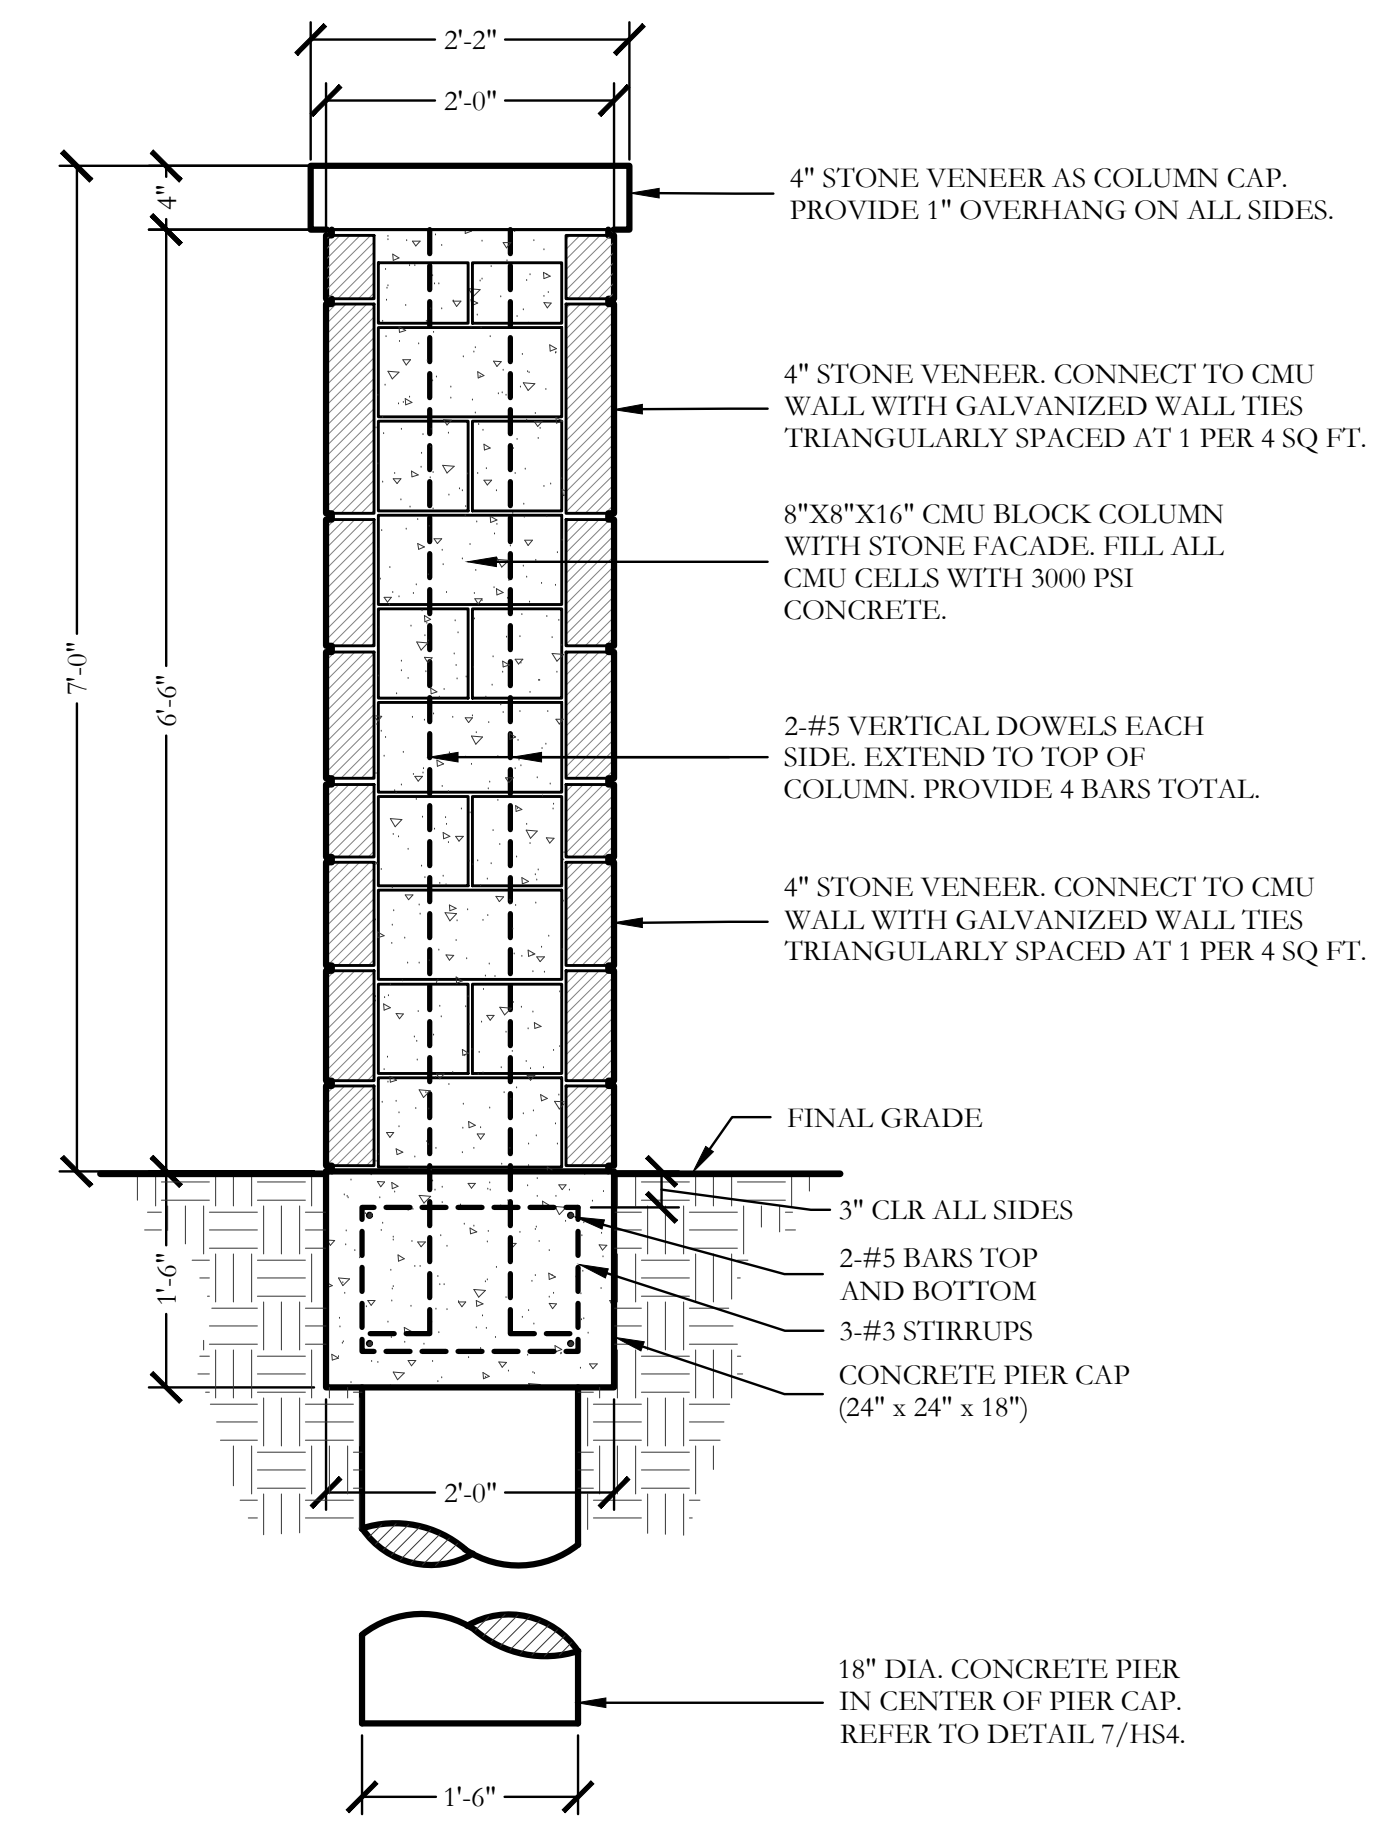 2'-2"
2'-0"
4" STONE VENEER AS COLUMN CAP.
PROVIDE 1" OVERHANG ON ALL SIDES.
4"
4" STONE VENEER. CONNECT TO CMU
WALL WITH GALVANIZED WALL TIES
TRIANGULARLY SPACED AT 1 PER 4 SQ FT.
8"X8"X16" CMU BLOCK COLUMN
WITH STONE FACADE. FILL ALL
CMU CELLS WITH 3000 PSI
CONCRETE.
7'-0"
6'-6"
2-#5 VERTICAL DOWELS EACH
SIDE. EXTEND TO TOP OF
COLUMN. PROVIDE 4 BARS TOTAL.
4" STONE VENEER. CONNECT TO CMU
WALL WITH GALVANIZED WALL TIES
TRIANGULARLY SPACED AT 1 PER 4 SQ FT.
FINAL GRADE
3" CLR ALL SIDES
1'-6"
2-#5 BARS TOP
AND BOTTOM
3-#3 STIRRUPS
CONCRETE PIER CAP
(24" x 24" x 18")
2'-0"
18" DIA. CONCRETE PIER
IN CENTER OF PIER CAP.
REFER TO DETAIL 7/HS4.
1'-6"